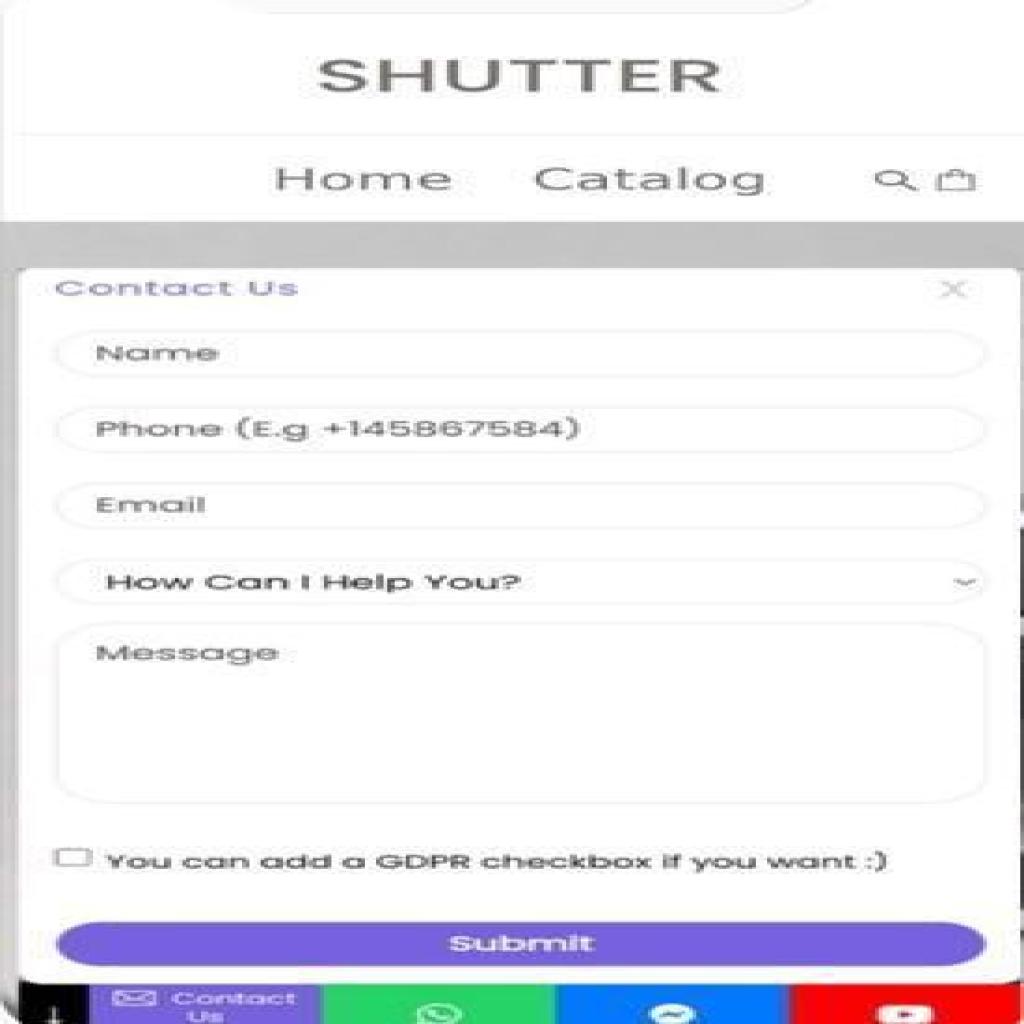 SHUTTER
Home Catalog
Contact Us
Name
Phone (E.g +145867584)
Email
How Can I Help You?
Message
You can add a GDPR checkbox if you want :)
Submit
Contact
Us